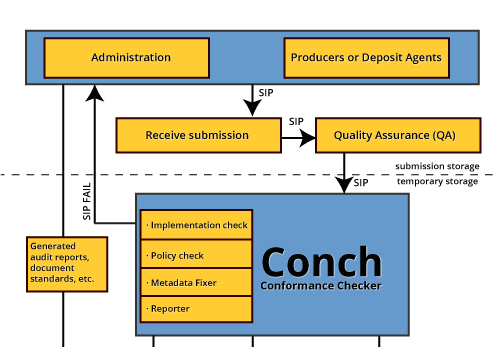 Administration
Producers or Deposit Agents
SIP
Receive submission
SIP
Quality Assurance (QA)
submission storage
temporary storage
SIP
SIP FAIL
· Implementation check
· Policy check
· Metadata Fixer
· Reporter
Conch
Conformance Checker
Generated
audit reports,
document
standards, etc.